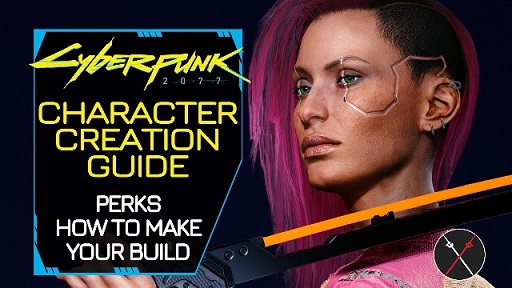 Cyberpunk
2077
CHARACTER
CREATION
GUIDE
PERKS
HOW TO MAKE
YOUR BUILD